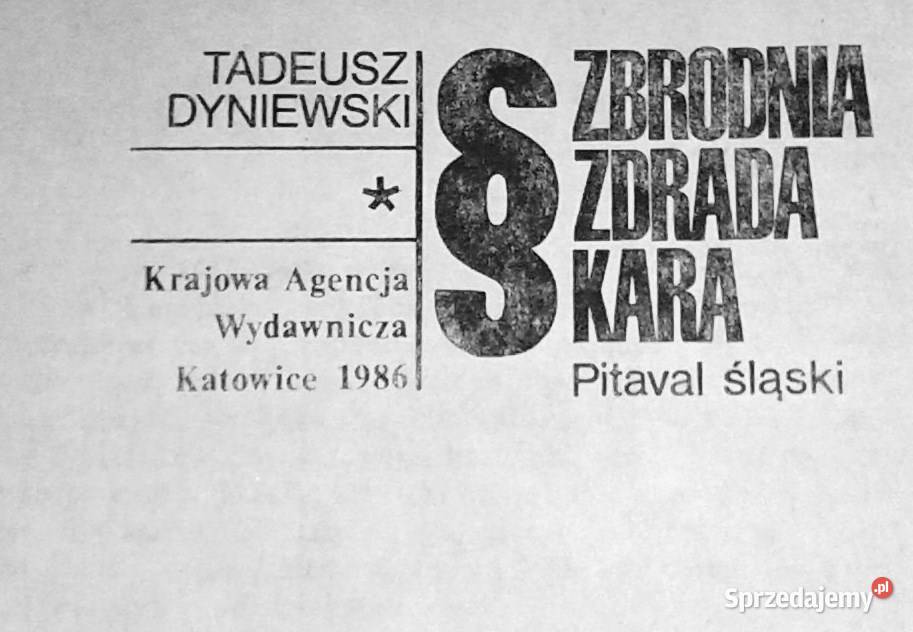 TADEUSZ
DYNIEWSKI
*
Krajowa Agencja
Wydawnicza
Katowice 1986
§
ZBRODNIA
ZDRADA
KARA
Pitaval śląski
Sprzedajemy.pl